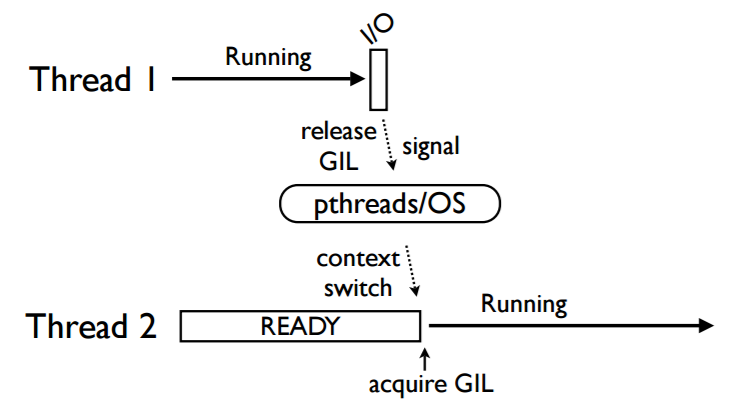 I/O
Running
Thread 1
release
GIL
signal
pthreads/OS
context
switch
Running
Thread 2
READY
acquire GIL